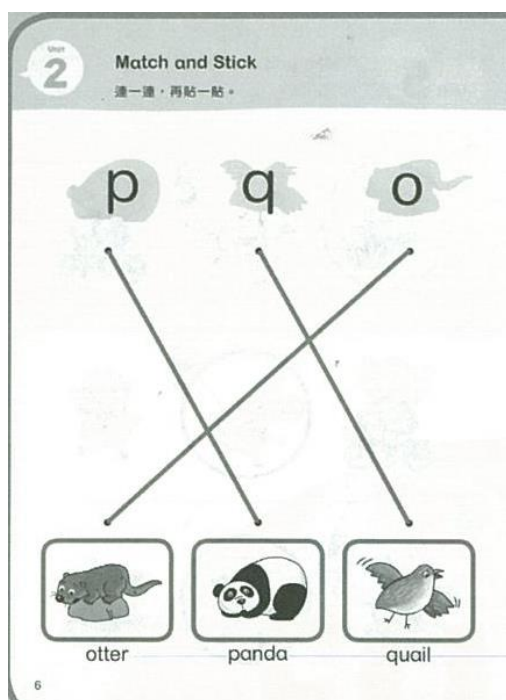 Unit
2
Match and Stick
連一連，再貼一貼。
p q o
otter panda quail
6